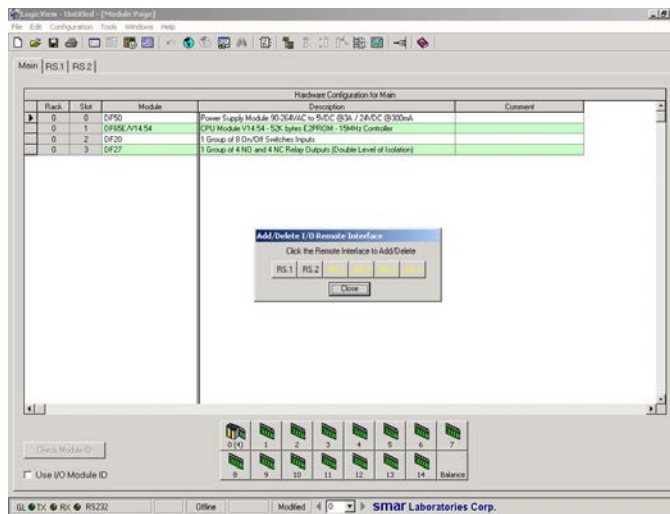 LogicView - Untitled - [Module Page]
File Edit Configuration Tools Windows Help
Main RS.1 RS.2
Hardware Configuration for Main
Rack Slot Module Description Comment
0 0 DF50 Power Supply Module 90-264VAC to 5VDC @3A / 24VDC @300mA
0 1 DF65E/V14.54 CPU Module V14.54 - 52K bytes E2PROM - 15MHz Controller
0 2 DF20 1 Group of 8 On/Off Switches Inputs
0 3 DF27 1 Group of 4 NO and 4 NC Relay Outputs (Double Level of Isolation)
Add/Delete I/O Remote Interface
Click the Remote Interface to Add/Delete
RS.1 RS.2
Close
0 (4) 1 2 3 4 5 6 7
Check Module ID
8 9 10 11 12 13 14 Balance
Use I/O Module ID
GL TX RX RS232 Offline Modified 0 smar Laboratories Corp.